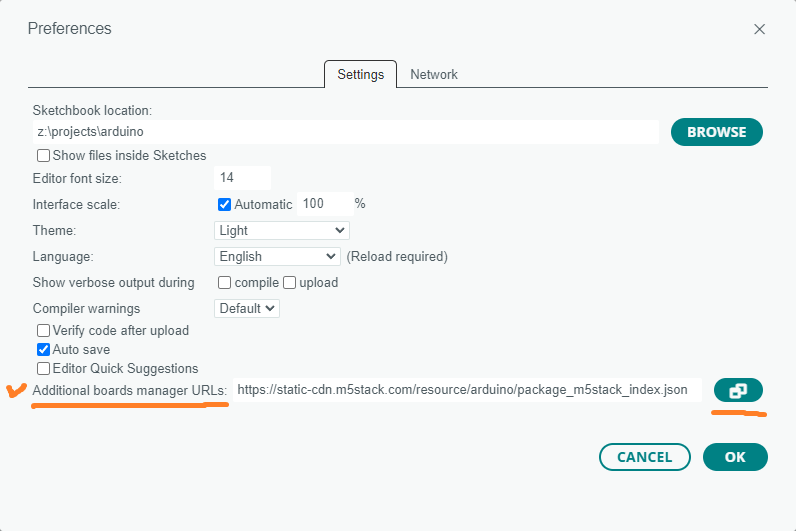 Preferences
Settings Network
Sketchbook location:
z:\projects\arduino BROWSE
Show files inside Sketches
Editor font size: 14
Interface scale: Automatic 100 %
Theme: Light
Language: English (Reload required)
Show verbose output during compile upload
Compiler warnings Default
Verify code after upload
Auto save
Editor Quick Suggestions
Additional boards manager URLs: https://static-cdn.m5stack.com/resource/arduino/package_m5stack_index.json
CANCEL OK